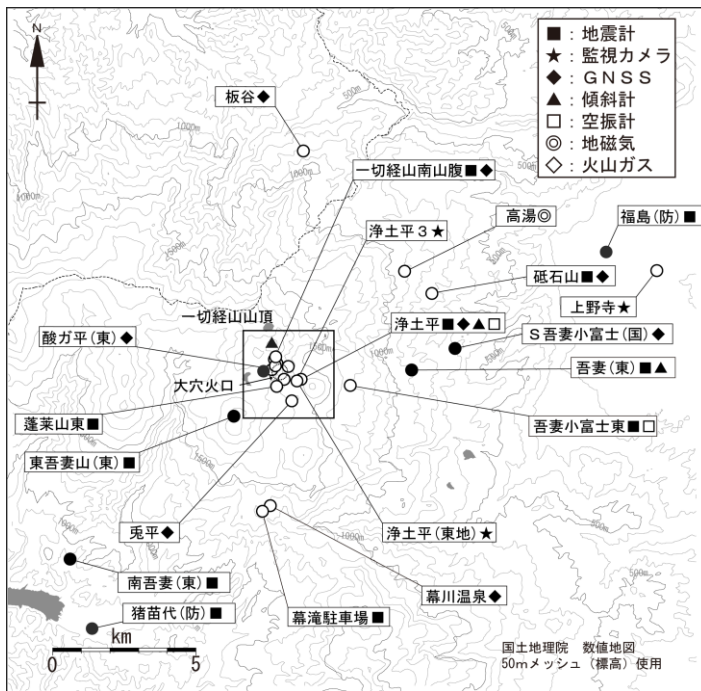 N
■：地震計
★：監視カメラ
◆：ＧＮＳＳ
▲：傾斜計
□：空振計
◎：地磁気
◇：火山ガス
板谷◆
一切経山南山腹■◆
高湯◎
福島(防)■
浄土平３★
砥石山■◆
上野寺★
一切経山山頂
浄土平■◆▲□
Ｓ吾妻小富士(国)◆
酸ガ平(東)◆
吾妻(東)■▲
大穴火口
蓬莱山東■
吾妻小富士東■□
東吾妻山(東)■
兎平◆
浄土平(東地)★
南吾妻(東)■
幕川温泉◆
猪苗代(防)■
幕滝駐車場■
km
0 5
国土地理院　数値地図
50mメッシュ（標高）使用
500m
1000m
1500m